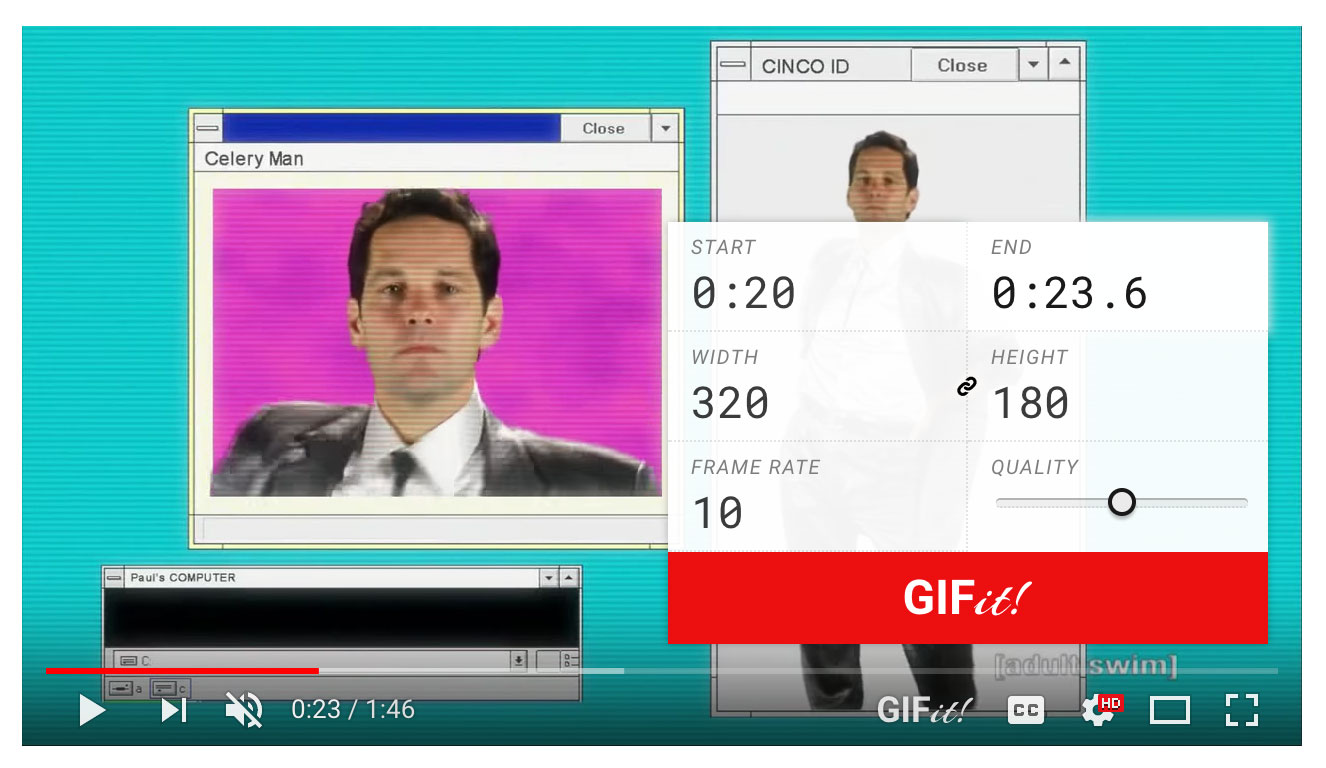 CINCO ID Close
Close
Celery Man
START
0:20
END
0:23.6
WIDTH
320
HEIGHT
180
FRAME RATE
10
QUALITY
GIFit!
Paul's COMPUTER
C
a c
[adult swim]
0:23 / 1:46
GIFit!
CC
HD